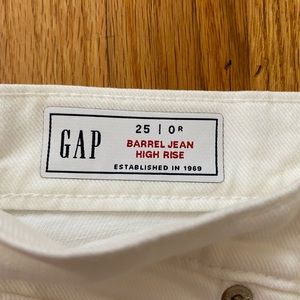 GAP
25 | 0R
BARREL JEAN
HIGH RISE
ESTABLISHED IN 1969